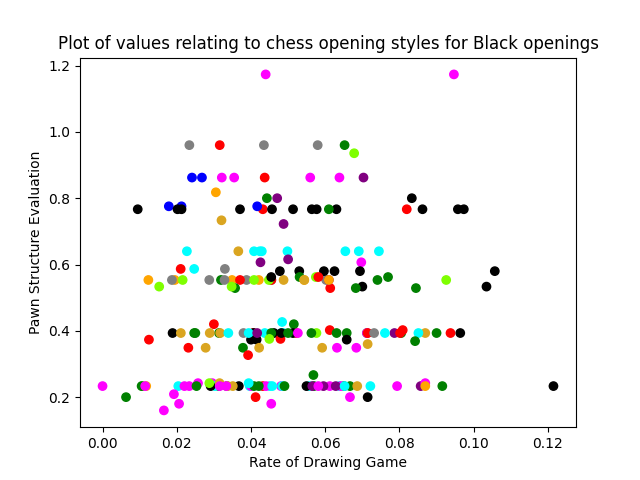 Plot of values relating to chess opening styles for Black openings
1.2
1.0
0.8
0.6
0.4
0.2
Pawn Structure Evaluation
0.00 0.02 0.04 0.06 0.08 0.10 0.12
Rate of Drawing Game